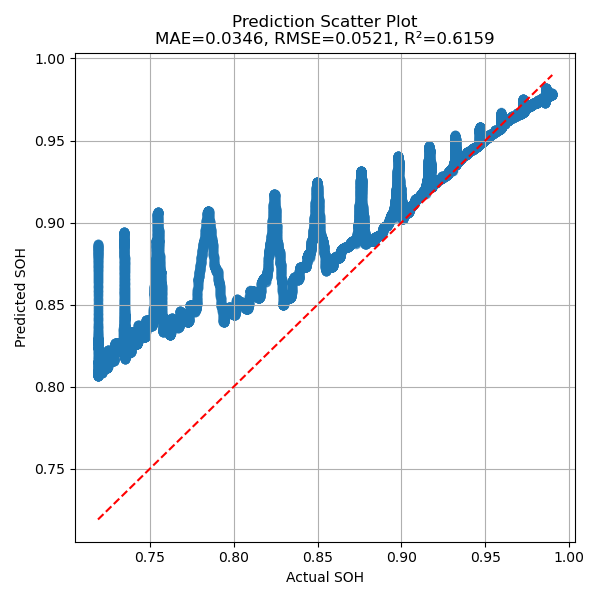 Prediction Scatter Plot
MAE=0.0346, RMSE=0.0521, R²=0.6159
1.00
0.95
0.90
0.85
0.80
0.75
Predicted SOH
0.75 0.80 0.85 0.90 0.95 1.00
Actual SOH